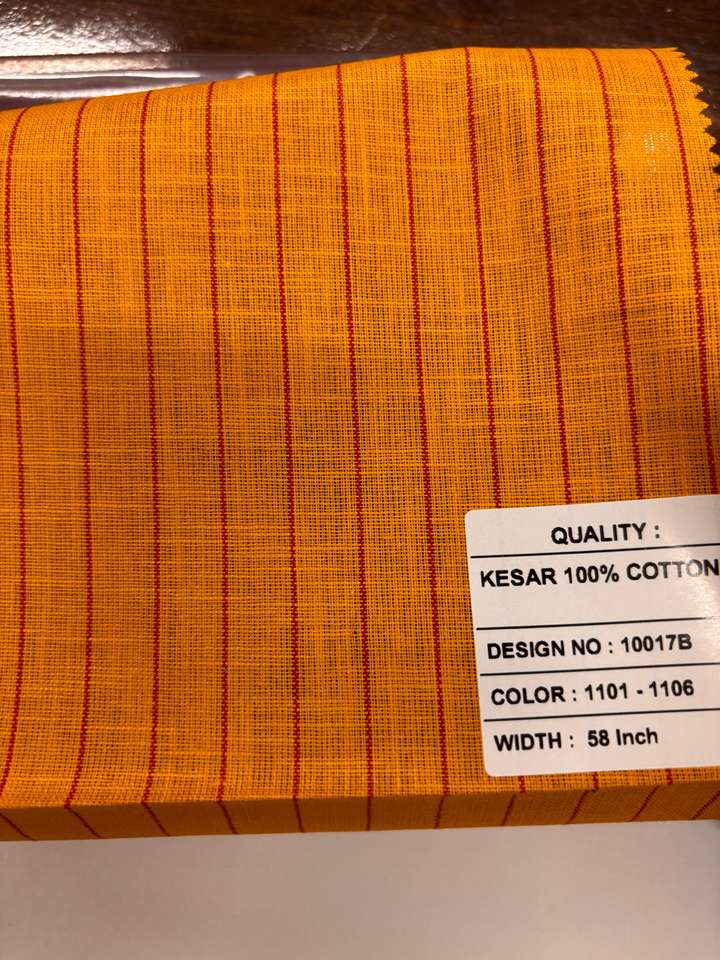 QUALITY :
KESAR 100% COTTON
DESIGN NO : 10017B
COLOR : 1101 - 1106
WIDTH : 58 Inch